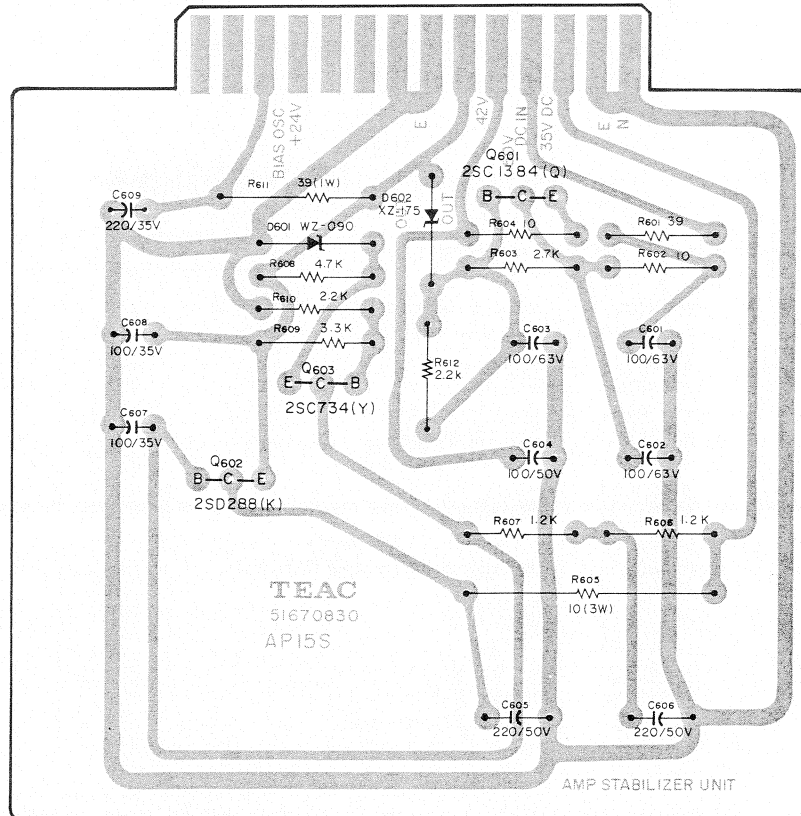 BIAS OSC
+24V
E
42V
60V
DC IN
35V DC
E
N
Q601
2SC1384(Q)
B C E
C609
220/35V
R611 39(1W)
D602
XZ-175
OUT
R604 10
R601 39
D601 WZ-090
R603 2.7K
R602 10
R608 4.7K
R610 2.2K
C608
100/35V
R609 3.3K
C603
100/63V
C601
100/63V
R612
2.2k
Q603
E C B
2SC734(Y)
C607
100/35V
C604
100/50V
C602
100/63V
Q602
B C E
2SD288(K)
R607 1.2K
R606 1.2K
TEAC
51670830
AP15S
R605
10(3W)
C605
220/50V
C606
220/50V
AMP STABILIZER UNIT